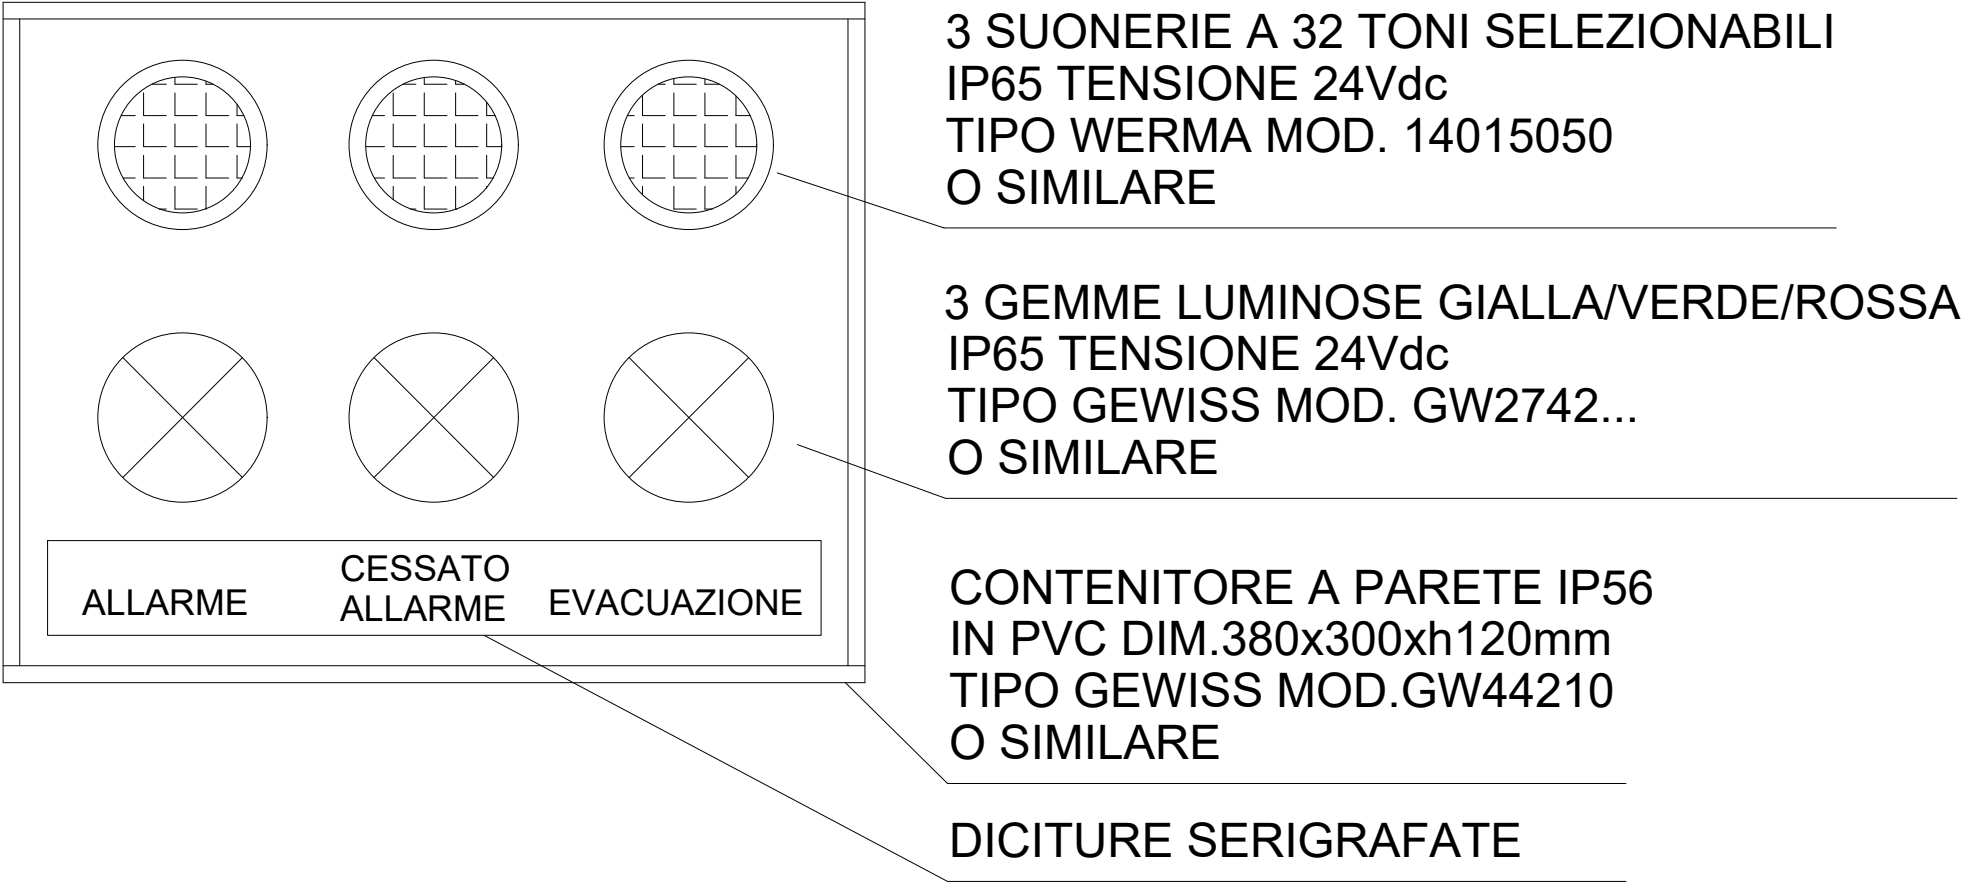 3 SUONERIE A 32 TONI SELEZIONABILI
IP65 TENSIONE 24Vdc
TIPO WERMA MOD. 14015050
O SIMILARE
3 GEMME LUMINOSE GIALLA/VERDE/ROSSA
IP65 TENSIONE 24Vdc
TIPO GEWISS MOD. GW2742...
O SIMILARE
ALLARME
CESSATO
ALLARME
EVACUAZIONE
CONTENITORE A PARETE IP56
IN PVC DIM.380x300xh120mm
TIPO GEWISS MOD.GW44210
O SIMILARE
DICITURE SERIGRAFATE